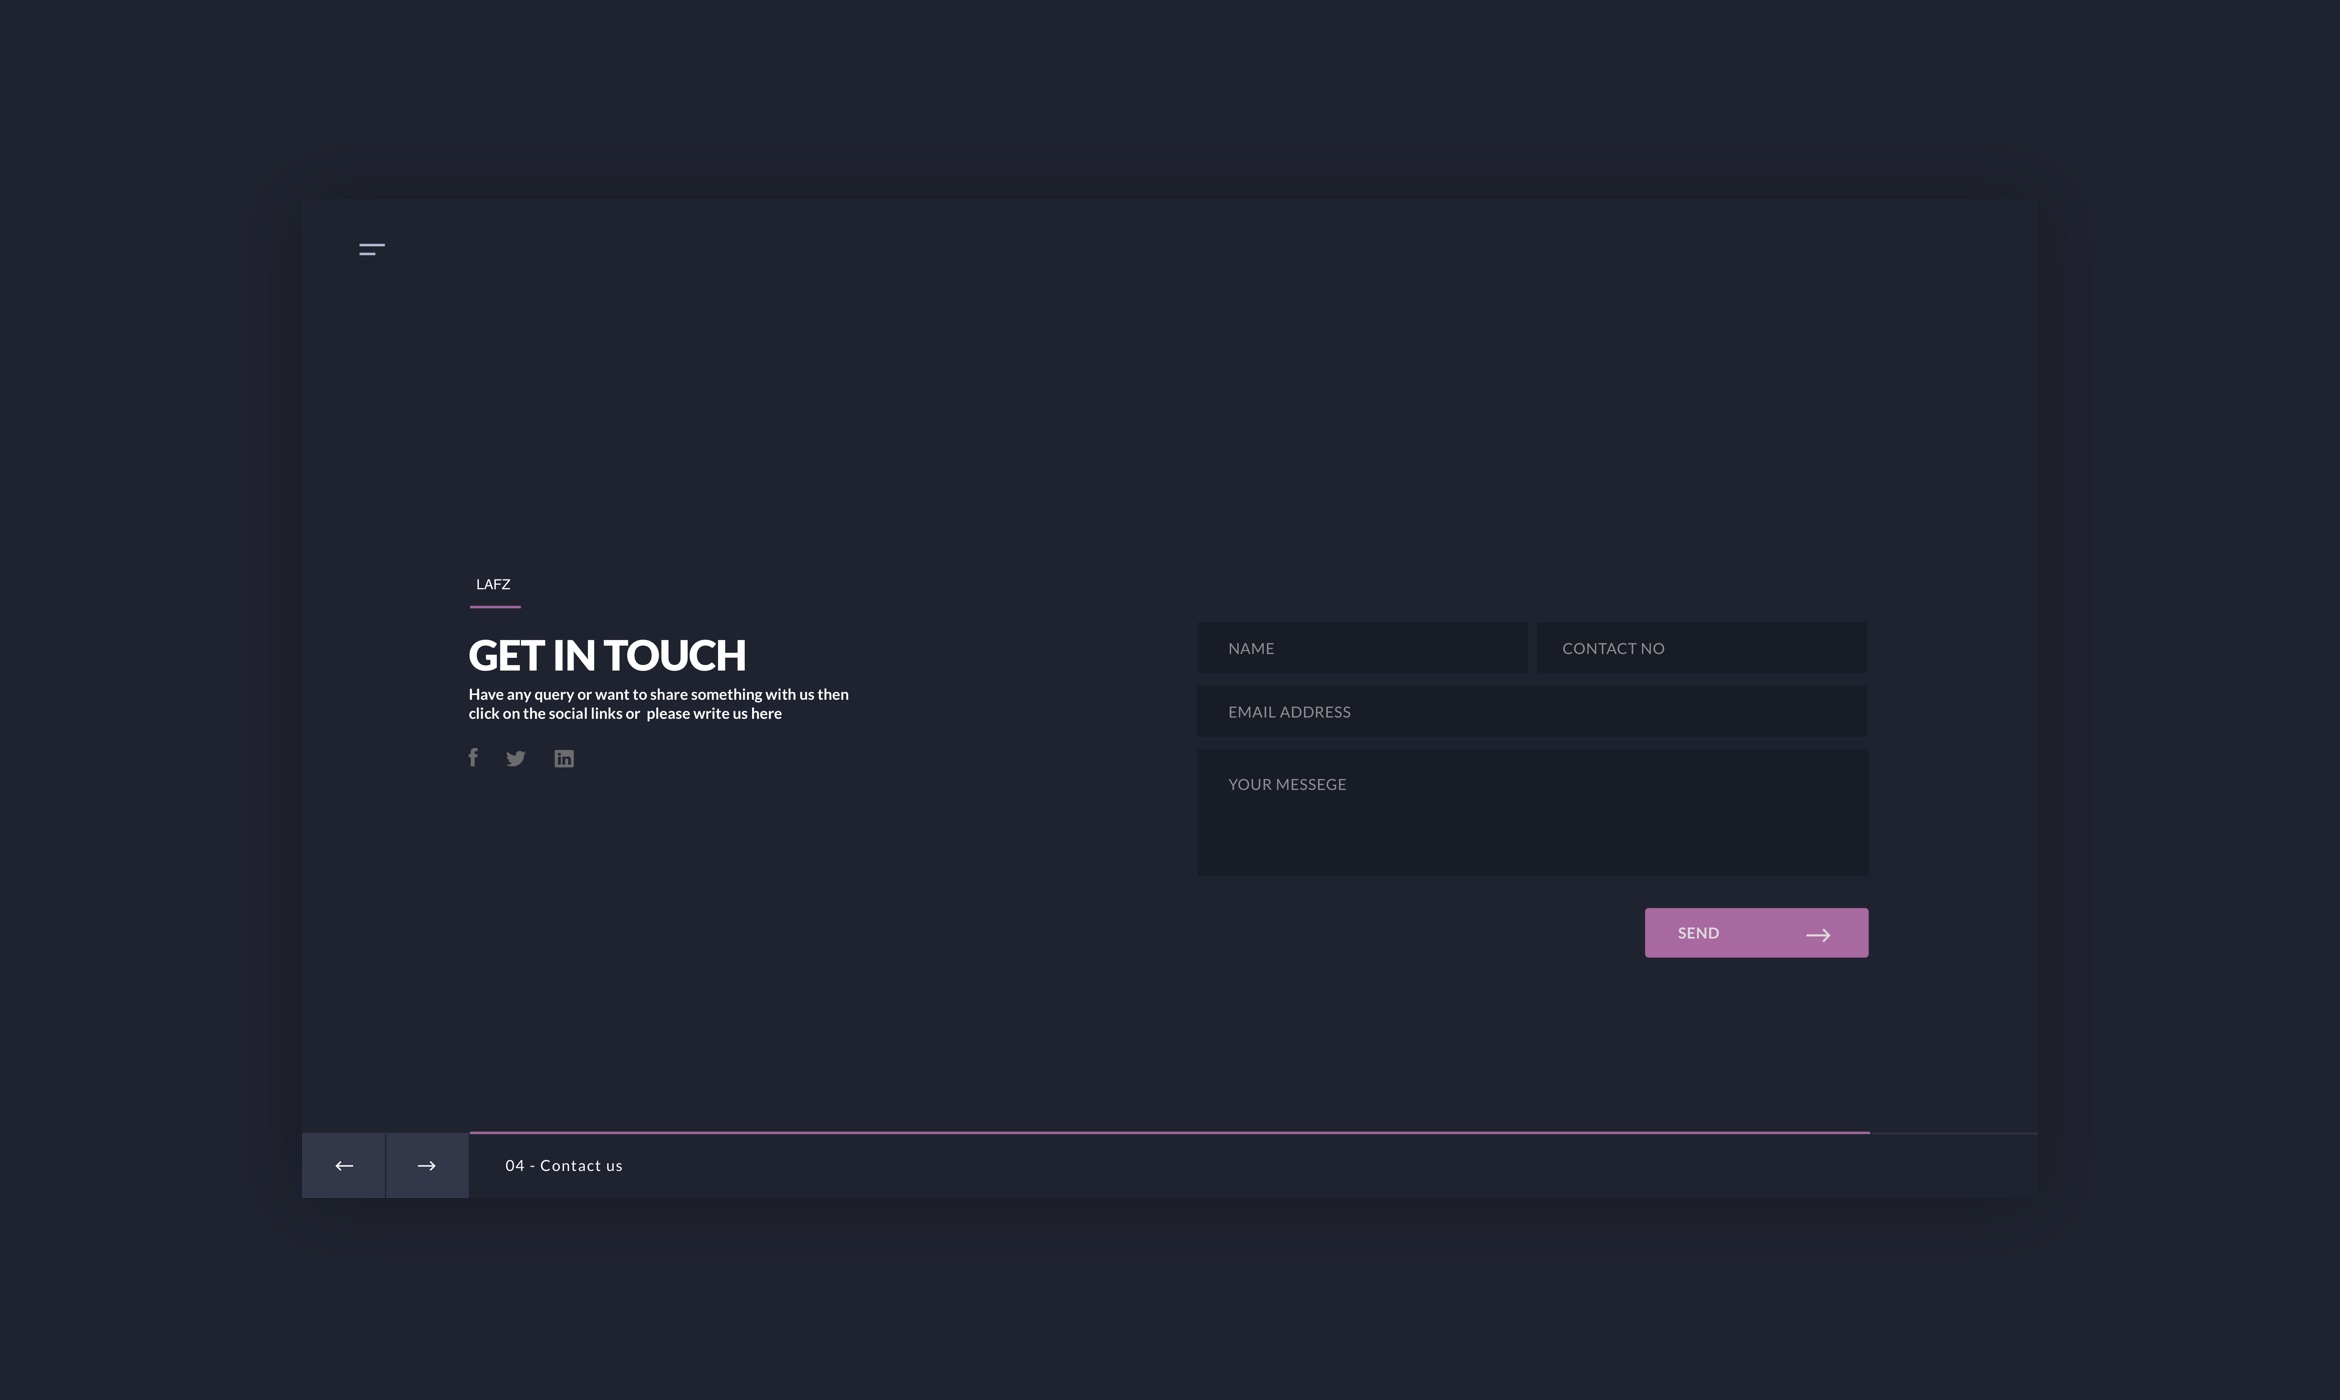 LAFZ
GET IN TOUCH
Have any query or want to share something with us then
click on the social links or  please write us here
NAME
CONTACT NO
EMAIL ADDRESS
YOUR MESSEGE
SEND
04 - Contact us